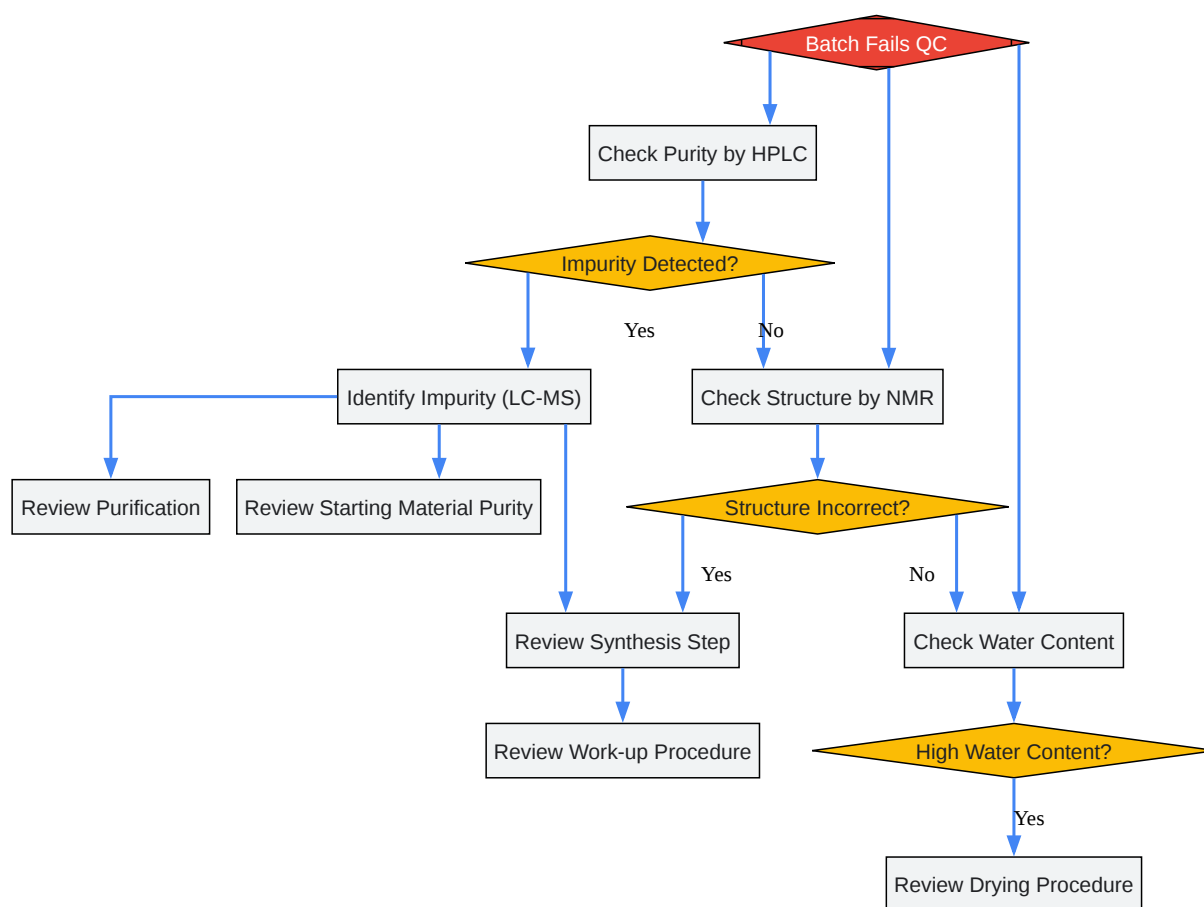 Batch Fails QC
Check Purity by HPLC
Impurity Detected?
Yes
No
Identify Impurity (LC-MS)
Check Structure by NMR
Review Purification
Review Starting Material Purity
Structure Incorrect?
Yes
No
Review Synthesis Step
Check Water Content
Review Work-up Procedure
High Water Content?
Yes
Review Drying Procedure